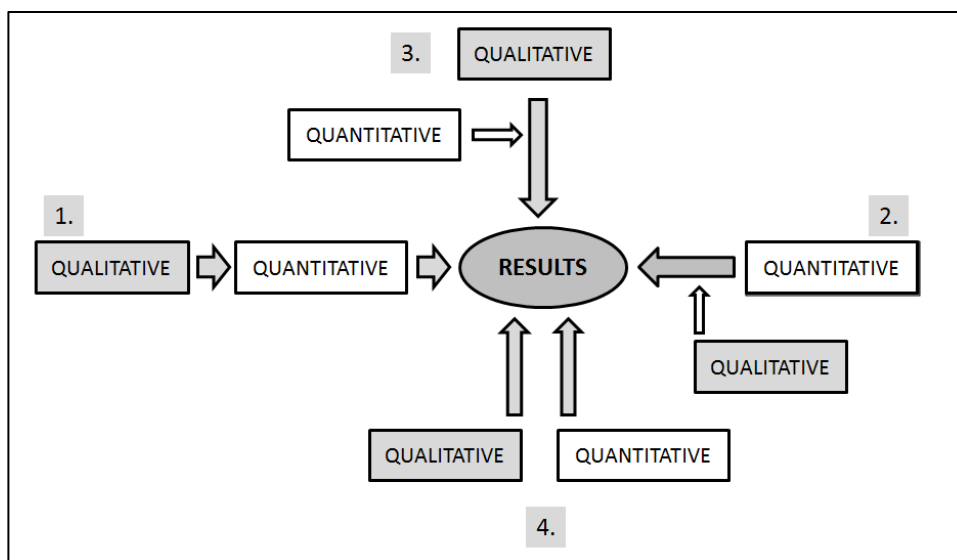 3.
QUALITATIVE
QUANTITATIVE
1.
2.
QUALITATIVE
QUANTITATIVE
RESULTS
QUANTITATIVE
QUALITATIVE
QUALITATIVE
QUANTITATIVE
4.